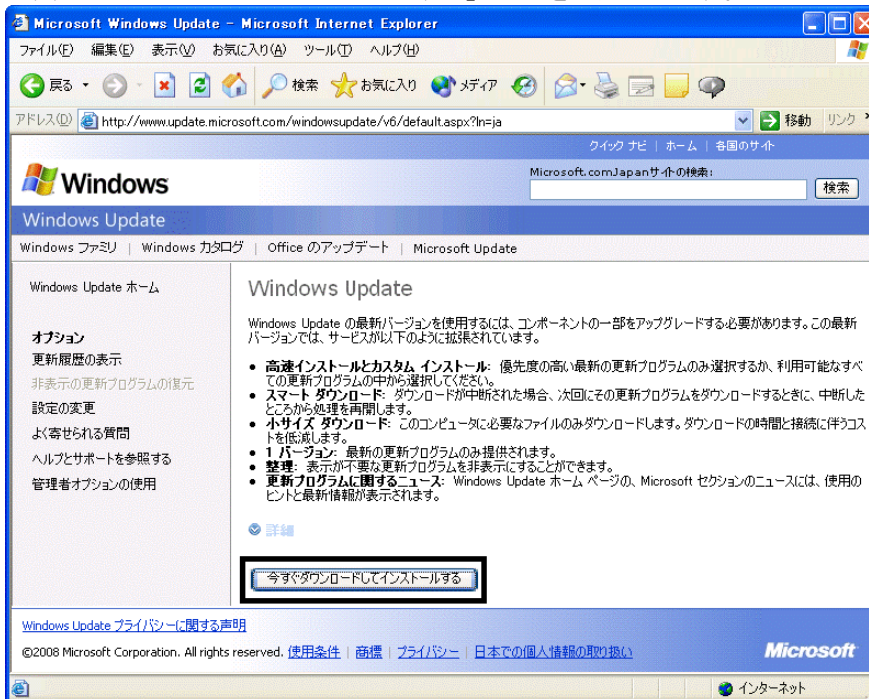 Microsoft Windows Update - Microsoft Internet Explorer
ファイル(F) 編集(E) 表示(V) お気に入り(A) ツール(T) ヘルプ(H)
戻る 検索 お気に入り メディア
アドレス(D) http://www.update.microsoft.com/windowsupdate/v6/default.aspx?ln=ja 移動 リンク
クイック ナビ | ホーム | 各国のサイト
Windows
Microsoft.comJapanサイトの検索:
検索
Windows Update
Windows ファミリ | Windows カタログ | Office のアップデート | Microsoft Update
Windows Update ホーム
オプション
更新履歴の表示
非表示の更新プログラムの復元
設定の変更
よく寄せられる質問
ヘルプとサポートを参照する
管理者オプションの使用
Windows Update
Windows Update の最新バージョンを使用するには、コンポーネントの一部をアップグレードする必要があります。この最新
バージョンでは、サービスが以下のように拡張されています。
• 高速インストールとカスタム インストール: 優先度の高い最新の更新プログラムのみ選択するか、利用可能なすべ
ての更新プログラムの中から選択してください。
• スマート ダウンロード: ダウンロードが中断された場合、次回にその更新プログラムをダウンロードするときに、中断した
ところから処理を再開します。
• 小サイズ ダウンロード: このコンピュータに必要なファイルのみダウンロードします。ダウンロードの時間と接続に伴うコス
トを低減します。
• 1 バージョン: 最新の更新プログラムのみ提供されます。
• 整理: 表示が不要な更新プログラムを非表示にすることができます。
• 更新プログラムに関するニュース: Windows Update ホーム ページの、Microsoft セクションのニュースには、使用の
ヒントと最新情報が表示されます。
詳細
今すぐダウンロードしてインストールする
Windows Update プライバシーに関する声明
©2008 Microsoft Corporation. All rights reserved. 使用条件 | 商標 | プライバシー | 日本での個人情報の取り扱い
Microsoft
インターネット